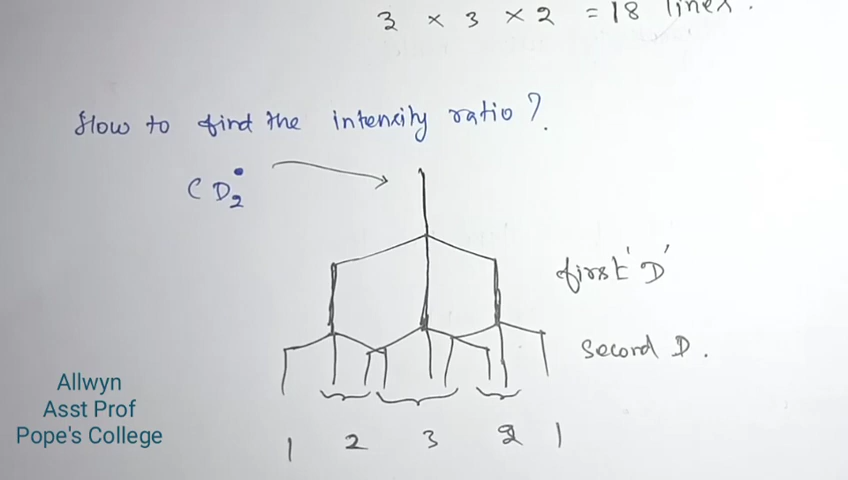 3 × 3 × 2 = 18 lines.
How to find the intensity ratio?
CD2•
first 'D'
Second D.
1 2 3 2 1
Allwyn
Asst Prof
Pope's College